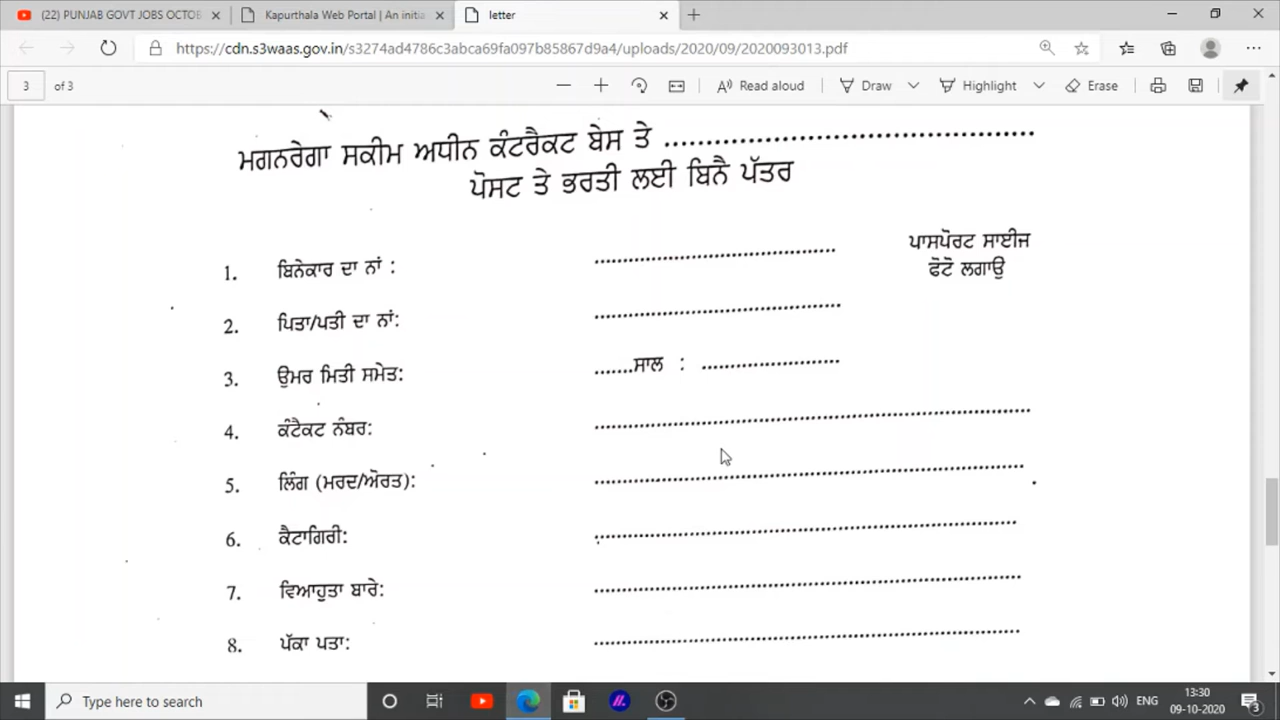 (22) PUNJAB GOVT JOBS OCTOB
Kapurthala Web Portal | An initia
letter
https://cdn.s3waas.gov.in/s3274ad4786c3abca69fa097b85867d9a4/uploads/2020/09/2020093013.pdf
3 of 3 Read aloud Draw Highlight Erase
ਮਗਨਰੇਗਾ ਸਕੀਮ ਅਧੀਨ ਕੰਟਰੈਕਟ ਬੇਸ ਤੇ ............................................
ਪੋਸਟ ਤੇ ਭਰਤੀ ਲਈ ਬਿਨੈ ਪੱਤਰ
ਪਾਸਪੋਰਟ ਸਾਈਜ
ਫੋਟੋ ਲਗਾਉ
1. ਬਿਨੇਕਾਰ ਦਾ ਨਾਂ : ............................................
2. ਪਿਤਾ/ਪਤੀ ਦਾ ਨਾਂ: ............................................
3. ਉਮਰ ਮਿਤੀ ਸਮੇਤ: .......ਸਾਲ : .........................
4. ਕੰਟੈਕਟ ਨੰਬਰ: ............................................
5. ਲਿੰਗ (ਮਰਦ/ਔਰਤ): ............................................
6. ਕੈਟਾਗਿਰੀ: ............................................
7. ਵਿਆਹੁਤਾ ਬਾਰੇ: ............................................
8. ਪੱਕਾ ਪਤਾ: ............................................
Type here to search
ENG
13:30
09-10-2020
3